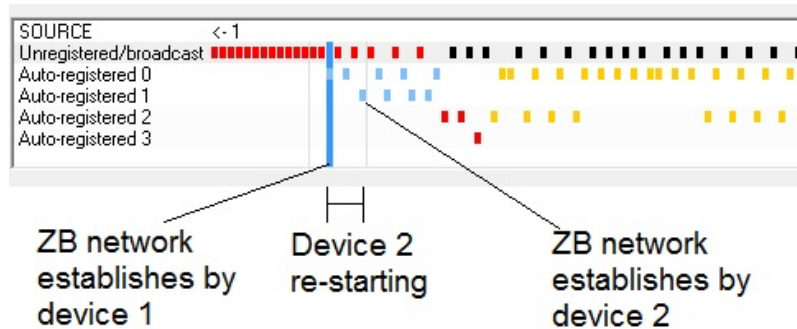 SOURCE <- 1
Unregistered/broadcast
Auto-registered 0
Auto-registered 1
Auto-registered 2
Auto-registered 3
ZB network
establishes by
device 1
Device 2
re-starting
ZB network
establishes by
device 2